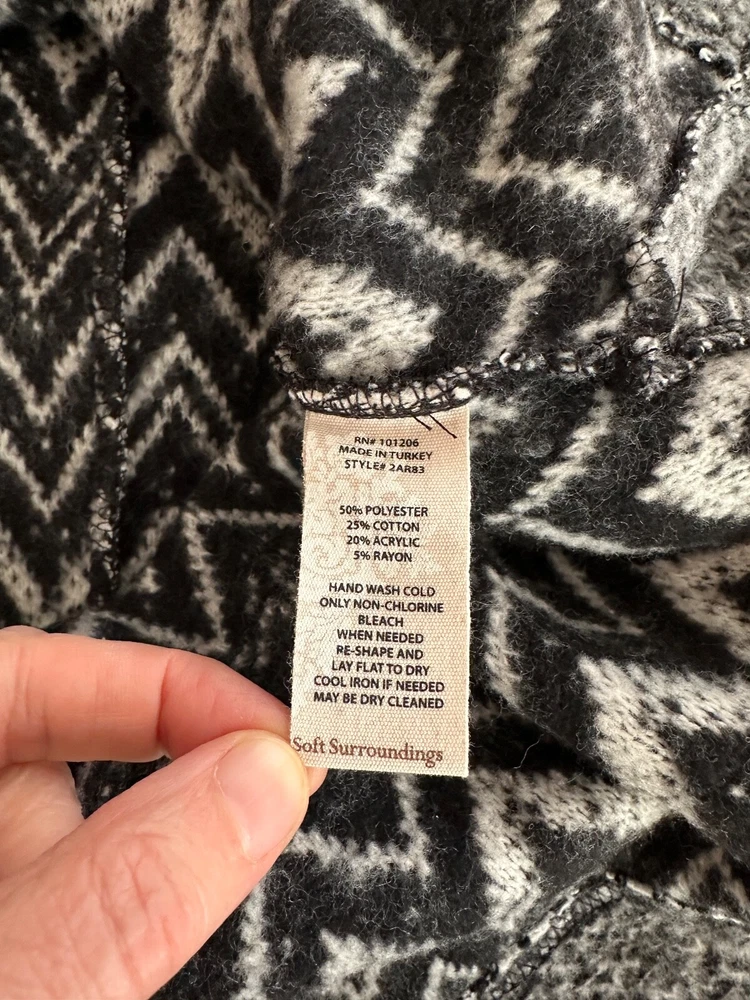 RN# 101206
MADE IN TURKEY
STYLE# 2AR83
50% POLYESTER
25% COTTON
20% ACRYLIC
5% RAYON
HAND WASH COLD
ONLY NON-CHLORINE
BLEACH
WHEN NEEDED
RE-SHAPE AND
LAY FLAT TO DRY
COOL IRON IF NEEDED
MAY BE DRY CLEANED
Soft Surroundings